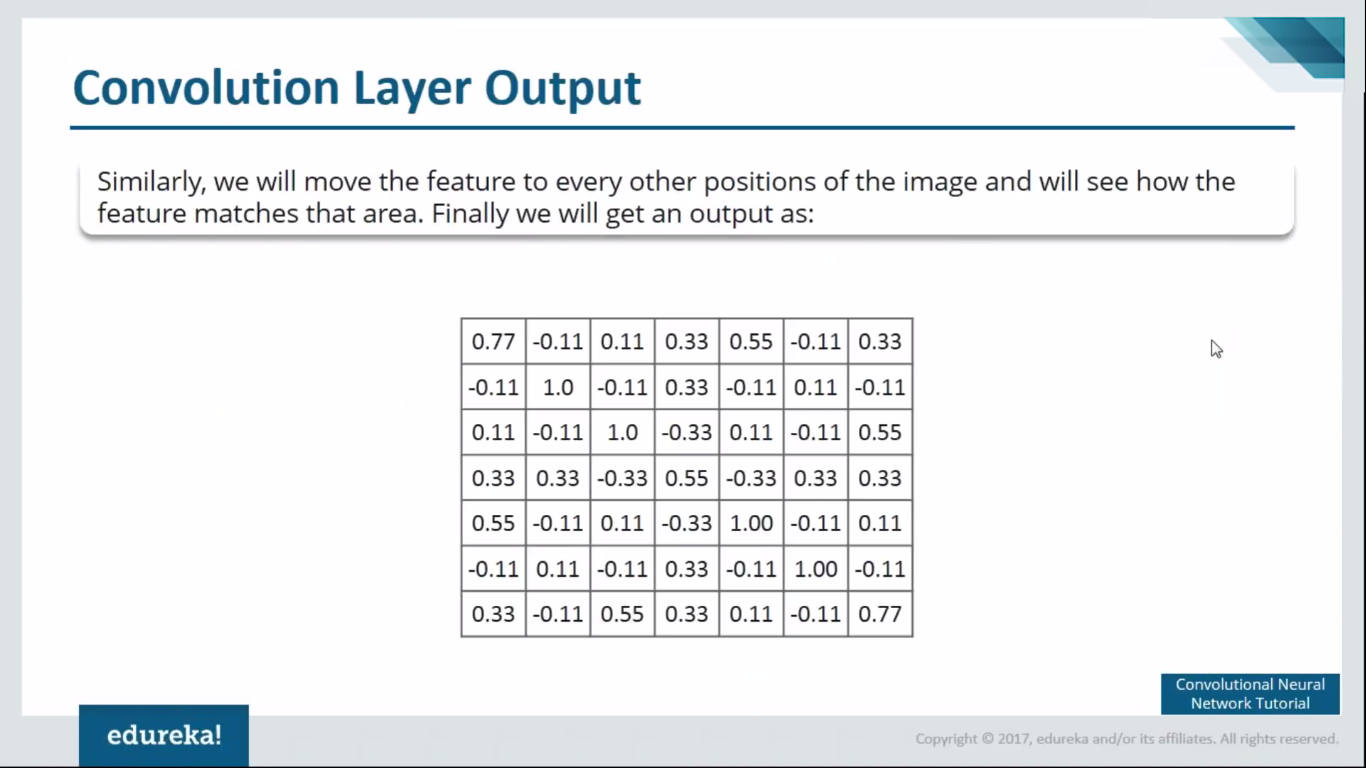 Convolution Layer Output
Similarly, we will move the feature to every other positions of the image and will see how the
feature matches that area. Finally we will get an output as:
0.77 -0.11 0.11 0.33 0.55 -0.11 0.33
-0.11 1.0 -0.11 0.33 -0.11 0.11 -0.11
0.11 -0.11 1.0 -0.33 0.11 -0.11 0.55
0.33 0.33 -0.33 0.55 -0.33 0.33 0.33
0.55 -0.11 0.11 -0.33 1.00 -0.11 0.11
-0.11 0.11 -0.11 0.33 -0.11 1.00 -0.11
0.33 -0.11 0.55 0.33 0.11 -0.11 0.77
Convolutional Neural
Network Tutorial
edureka!
Copyright © 2017, edureka and/or its affiliates. All rights reserved.